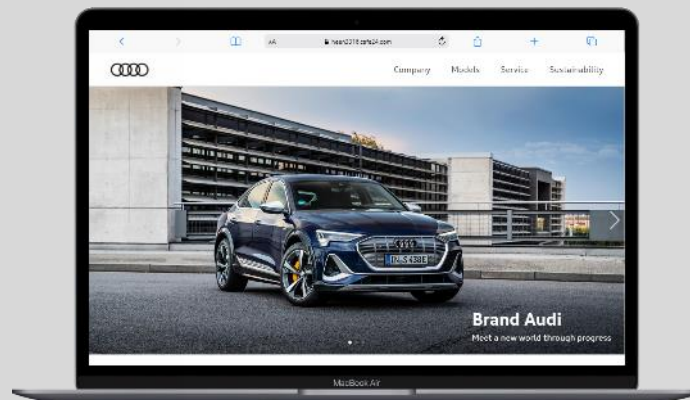 AA
Company Models Service Sustainability
Brand Audi
Meet a new world through progress
MacBook Air